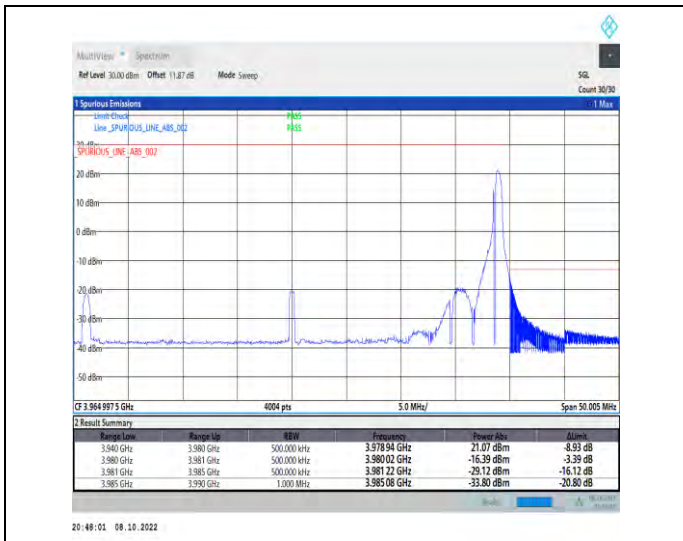 MultiView Spectrum
Ref Level 30.00 dBm Offset 11.87 dB Mode Sweep SGL
Count 30/30
1 Spurious Emissions 1 Max
Limit Check PASS
Line _SPURIOUS_LINE_ABS_002 PASS
30 dBm
_SPURIOUS_LINE_ABS_002
20 dBm
10 dBm
0 dBm
-10 dBm
-20 dBm
-30 dBm
-40 dBm
-50 dBm
CF 3.964 997 5 GHz 4004 pts 5.0 MHz/ Span 50.005 MHz
2 Result Summary
Range Low Range Up RBW Frequency Power Abs ΔLimit
3.940 GHz 3.980 GHz 500.000 kHz 3.978 94 GHz 21.07 dBm -8.93 dB
3.980 GHz 3.981 GHz 500.000 kHz 3.980 02 GHz -16.39 dBm -3.39 dB
3.981 GHz 3.985 GHz 500.000 kHz 3.981 22 GHz -29.12 dBm -16.12 dB
3.985 GHz 3.990 GHz 1.000 MHz 3.985 08 GHz -33.80 dBm -20.80 dB
Ready
20:48:01 08.10.2022